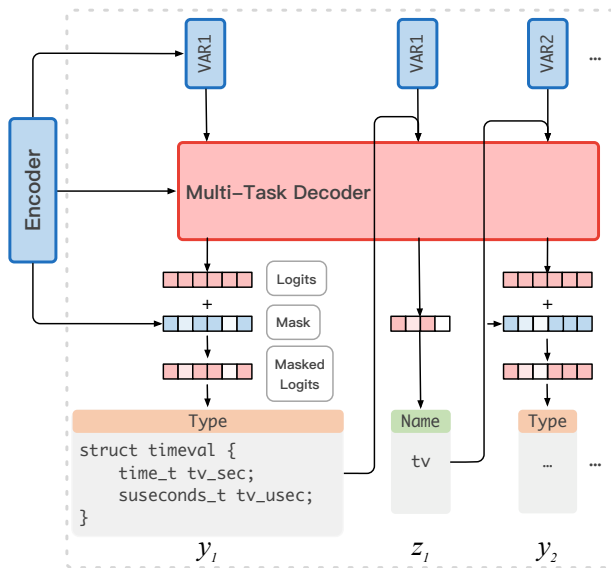 VAR1
VAR1
VAR2
...
Encoder
Multi-Task Decoder
Logits
+
+
Mask
Masked
Logits
Type
Name
Type
struct timeval {
time_t tv_sec;
suseconds_t tv_usec;
}
tv
...
...
y1
z1
y2